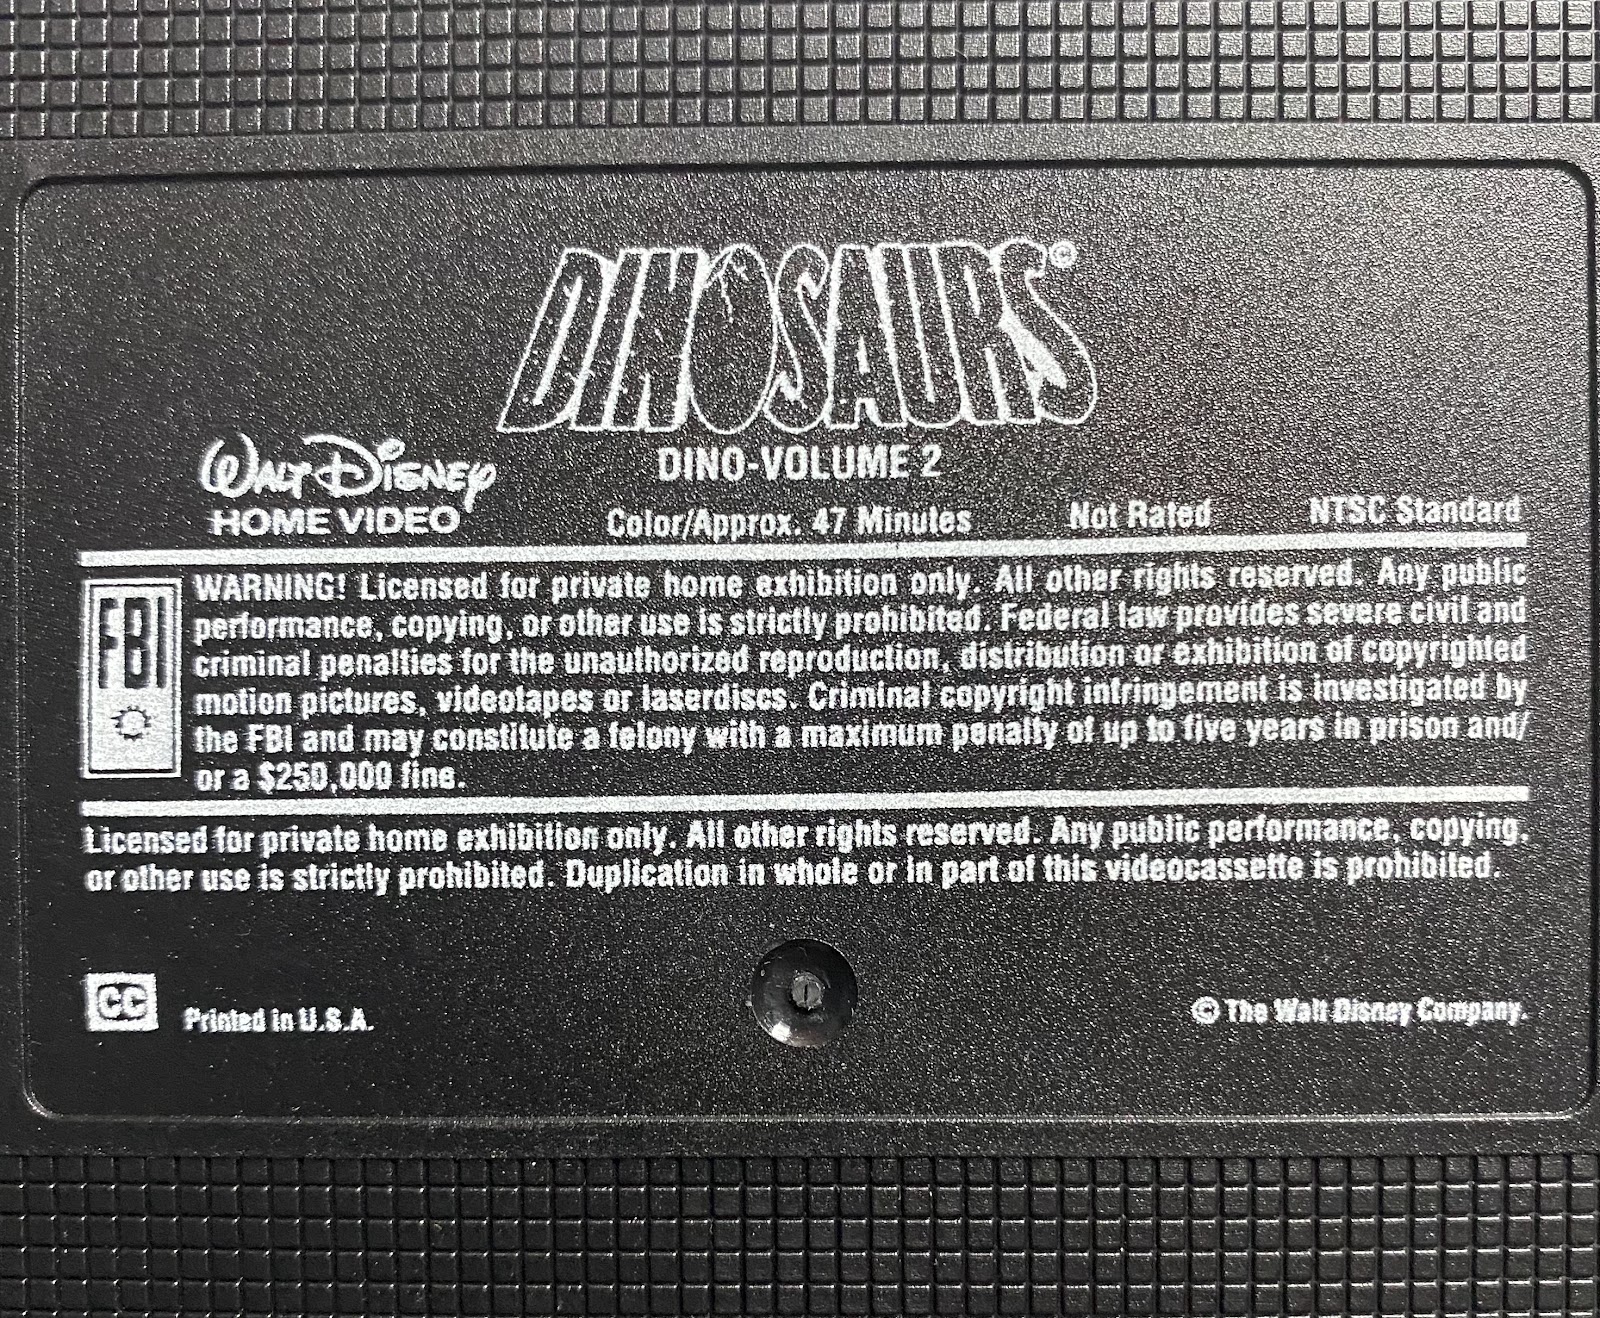 DINOSAURS©
WALT DISNEY
HOME VIDEO
DINO-VOLUME 2
Color/Approx. 47 Minutes Not Rated NTSC Standard
FBI
WARNING! Licensed for private home exhibition only. All other rights reserved. Any public
performance, copying, or other use is strictly prohibited. Federal law provides severe civil and
criminal penalties for the unauthorized reproduction, distribution or exhibition of copyrighted
motion pictures, videotapes or laserdiscs. Criminal copyright infringement is investigated by
the FBI and may constitute a felony with a maximum penalty of up to five years in prison and/
or a $250,000 fine.
Licensed for private home exhibition only. All other rights reserved. Any public performance, copying,
or other use is strictly prohibited. Duplication in whole or in part of this videocassette is prohibited.
CC Printed in U.S.A. © The Walt Disney Company.